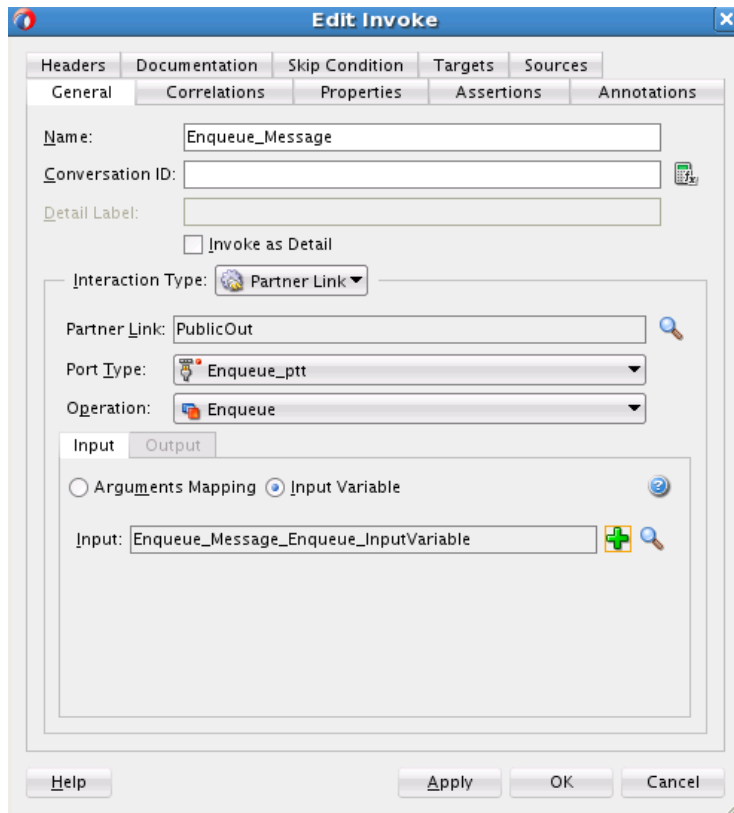 Edit Invoke
Headers Documentation Skip Condition Targets Sources
General Correlations Properties Assertions Annotations
Name: Enqueue_Message
Conversation ID:
Detail Label:
Invoke as Detail
Interaction Type: Partner Link
Partner Link: PublicOut
Port Type: Enqueue_ptt
Operation: Enqueue
Input Output
Arguments Mapping Input Variable
Input: Enqueue_Message_Enqueue_InputVariable
Help Apply OK Cancel